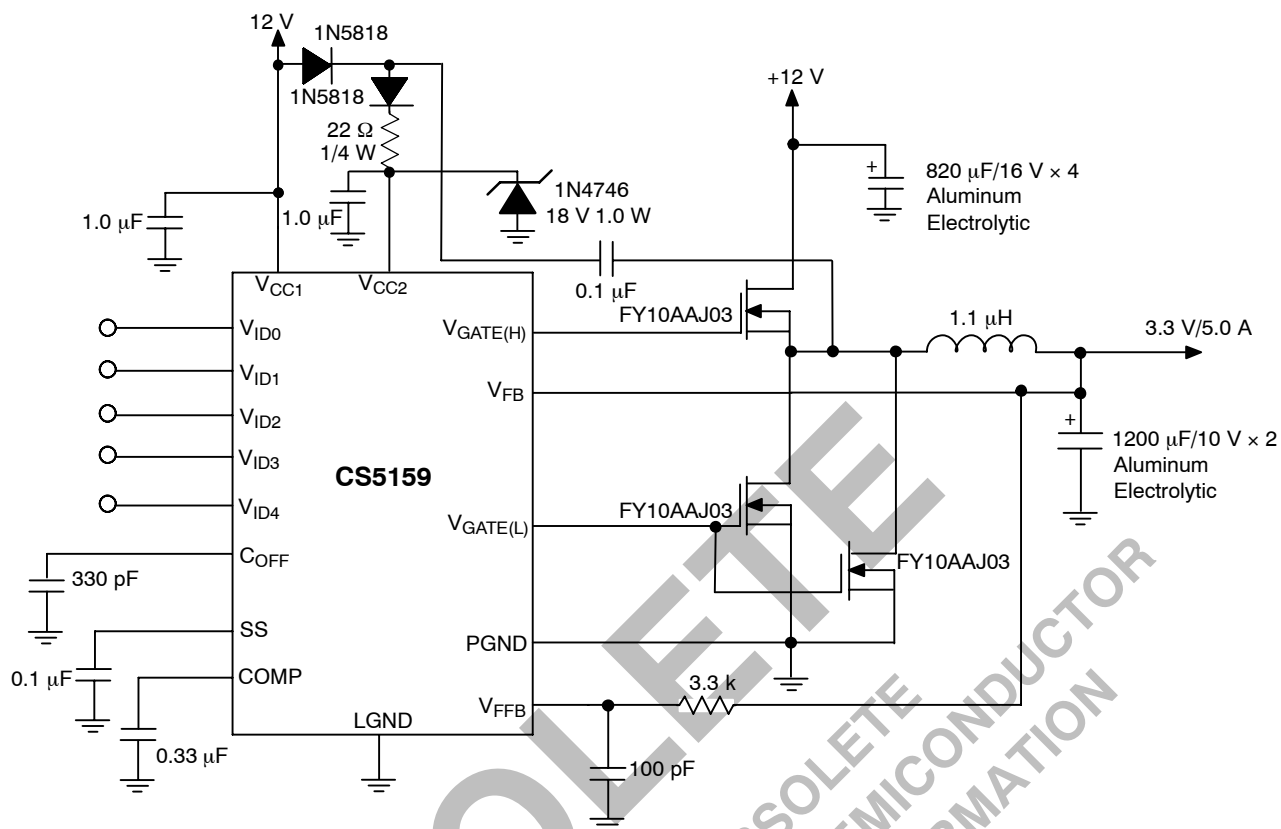 12 V
1N5818
1N5818
22 Ω
1/4 W
1.0 μF
1.0 μF
1N4746
18 V 1.0 W
0.1 μF
+12 V
+
820 μF/16 V × 4
Aluminum
Electrolytic
VCC1
VCC2
VID0
VID1
VID2
VID3
VID4
COFF
SS
COMP
LGND
CS5159
VGATE(H)
VFB
VGATE(L)
PGND
VFFB
FY10AAJ03
FY10AAJ03
FY10AAJ03
1.1 μH
3.3 V/5.0 A
+
1200 μF/10 V × 2
Aluminum
Electrolytic
330 pF
0.1 μF
0.33 μF
3.3 k
100 pF